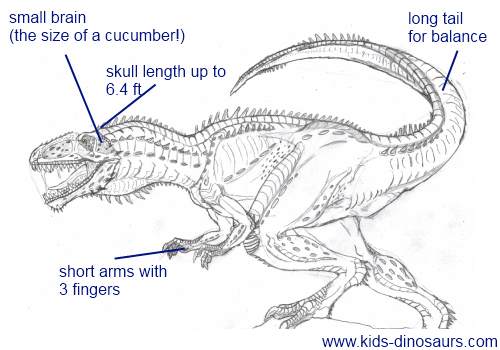 small brain
(the size of a cucumber!)
skull length up to
6.4 ft
long tail
for balance
short arms with
3 fingers
www.kids-dinosaurs.com